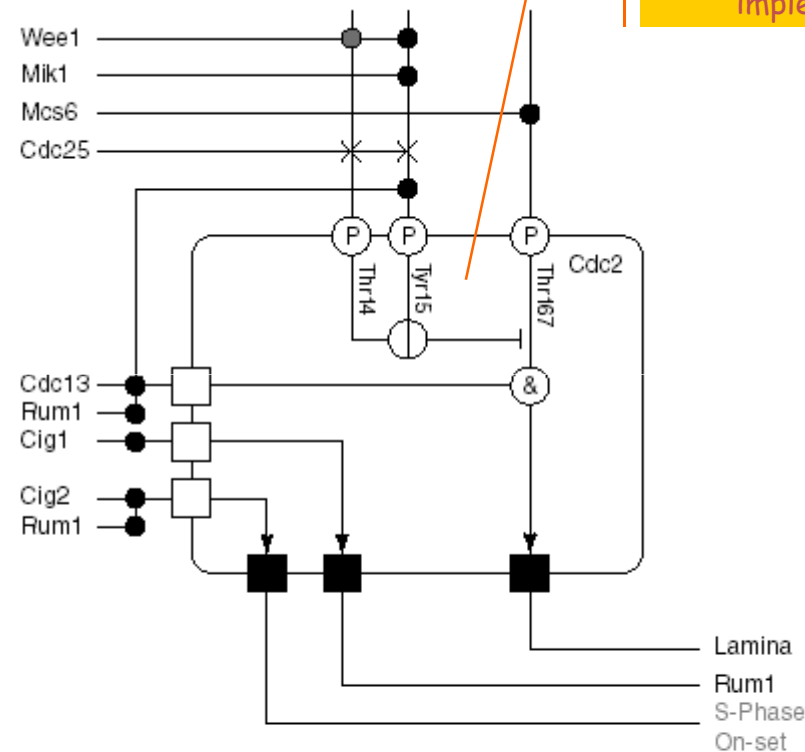 Wee1
Mik1
Mcs6
Cdc25
P P P
Cdc2
Thr14
Tyr15
Thr167
Cdc13
&
Rum1
Cig1
Cig2
Rum1
Lamina
Rum1
S-Phase
On-set